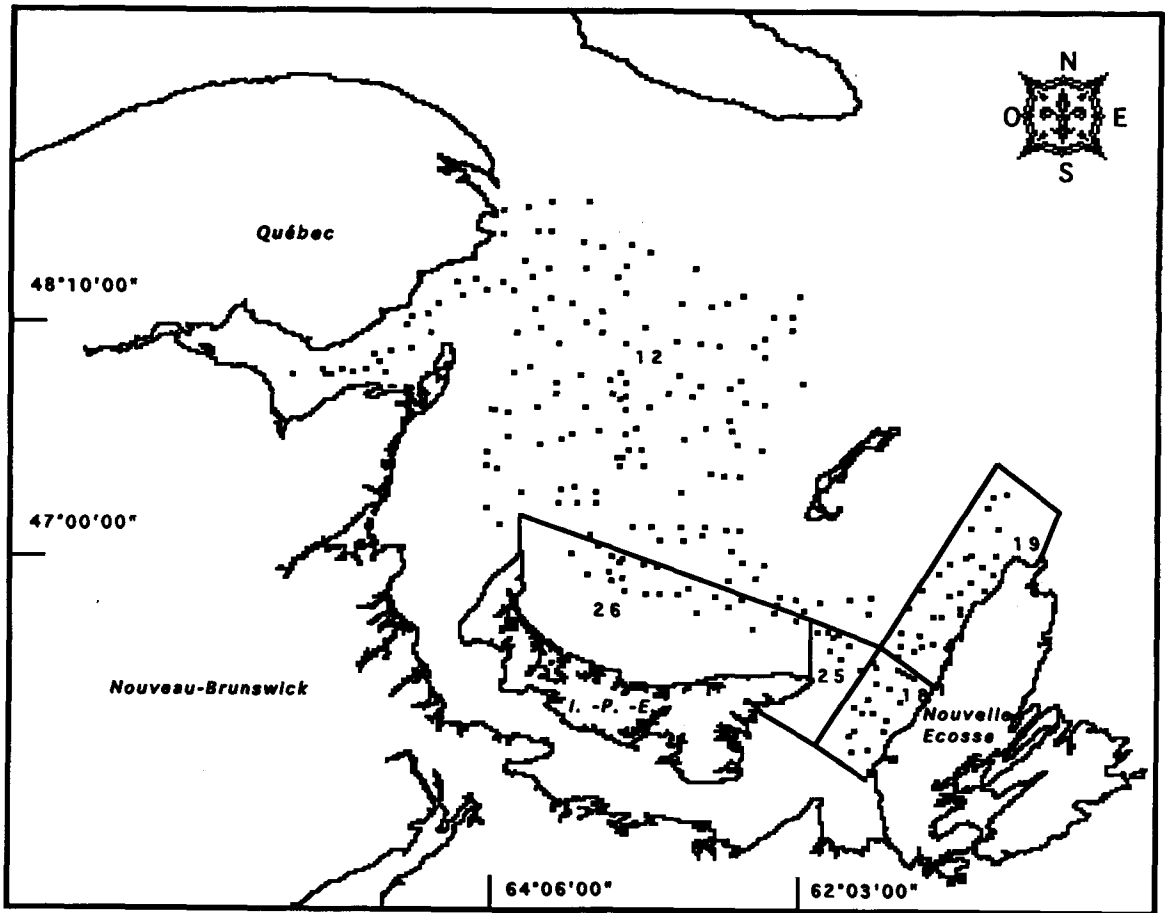 N
O E
S
Québec
48°10'00"
12
47°00'00"
19
26
25
18
Nouveau-Brunswick
I. -P. -E.
Nouvelle
Ecosse
64°06'00"
62°03'00"